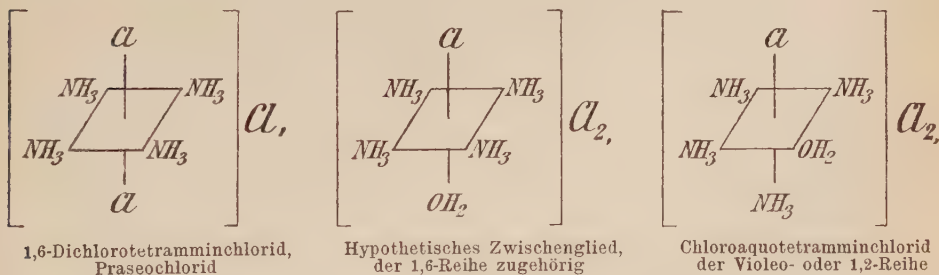 Cl Cl Cl
NH₃ NH₃ NH₃ NH₃ NH₃ NH₃
Cl, Cl₂, Cl₂,
NH₃ NH₃ NH₃ NH₃ NH₃ OH₂
Cl OH₂ NH₃
1,6-Dichlorotetramminchlorid,
Praseochlorid
Hypothetisches Zwischenglied,
der 1,6-Reihe zugehörig
Chloroaquotetramminchlorid
der Violeo- oder 1,2-Reihe